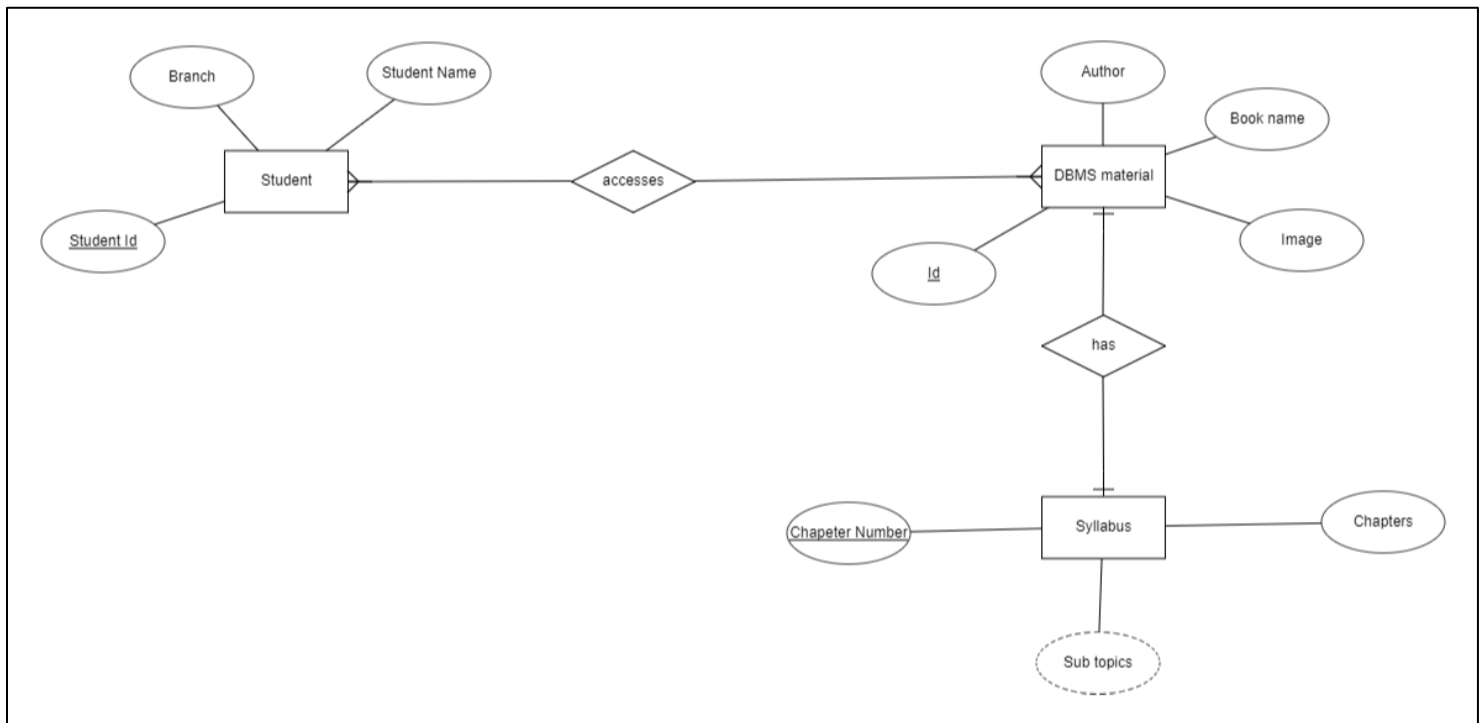 Branch
Student Name
Author
Book name
Student
accesses
DBMS material
Student Id
Image
Id
has
Chapeter Number
Syllabus
Chapters
Sub topics